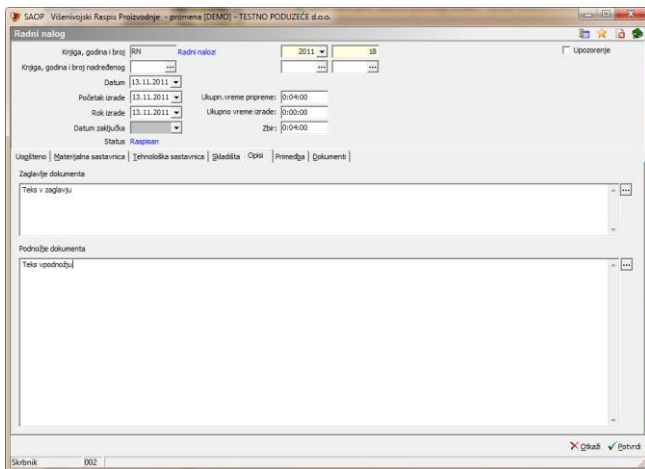 SAOP Višenivojski Raspis Proizvodnje - promena [DEMO] - TESTNO PODUZEĆE d.o.o.
Radni nalog
Knjiga, godina i broj RN Radni nalozi 2011 18 Upozorenje
Knjiga, godina i broj nadređenog ... ... ...
Datum 13.11.2011
Početak izrade 13.11.2011 Ukupn.vreme pripreme: 0:04:00
Rok izrade 13.11.2011 Ukupno vreme izrade: 0:00:00
Datum zaključka Zbir: 0:04:00
Status Raspisan
Uopšteno Materijalna sastavnica Tehnološka sastavnica Skladišta Opisi Primedba Dokumenti
Zaglavlje dokumenta
Teks v zaglavju
...
Podnožje dokumenta
Teks vpodnožju
...
Otkaži Potvrdi
Skrbnik 002